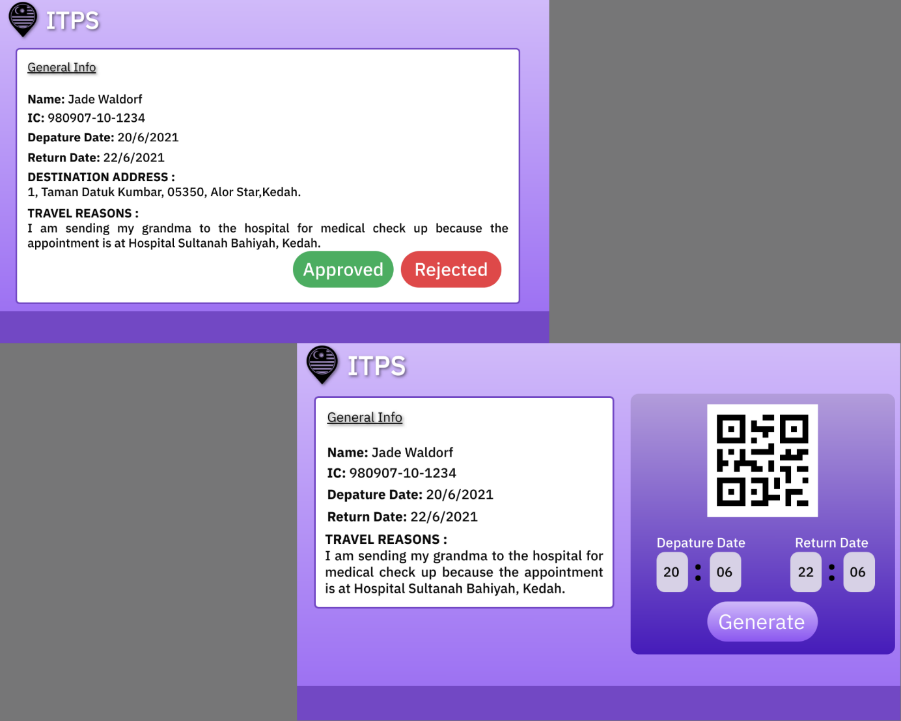 ITPS
General Info
Name: Jade Waldorf
IC: 980907-10-1234
Depature Date: 20/6/2021
Return Date: 22/6/2021
DESTINATION ADDRESS :
1, Taman Datuk Kumbar, 05350, Alor Star,Kedah.
TRAVEL REASONS :
I am sending my grandma to the hospital for medical check up because the
appointment is at Hospital Sultanah Bahiyah, Kedah.
Approved Rejected
ITPS
General Info
Name: Jade Waldorf
IC: 980907-10-1234
Depature Date: 20/6/2021
Return Date: 22/6/2021
TRAVEL REASONS :
I am sending my grandma to the hospital for
medical check up because the appointment
is at Hospital Sultanah Bahiyah, Kedah.
Depature Date Return Date
20 : 06 22 : 06
Generate